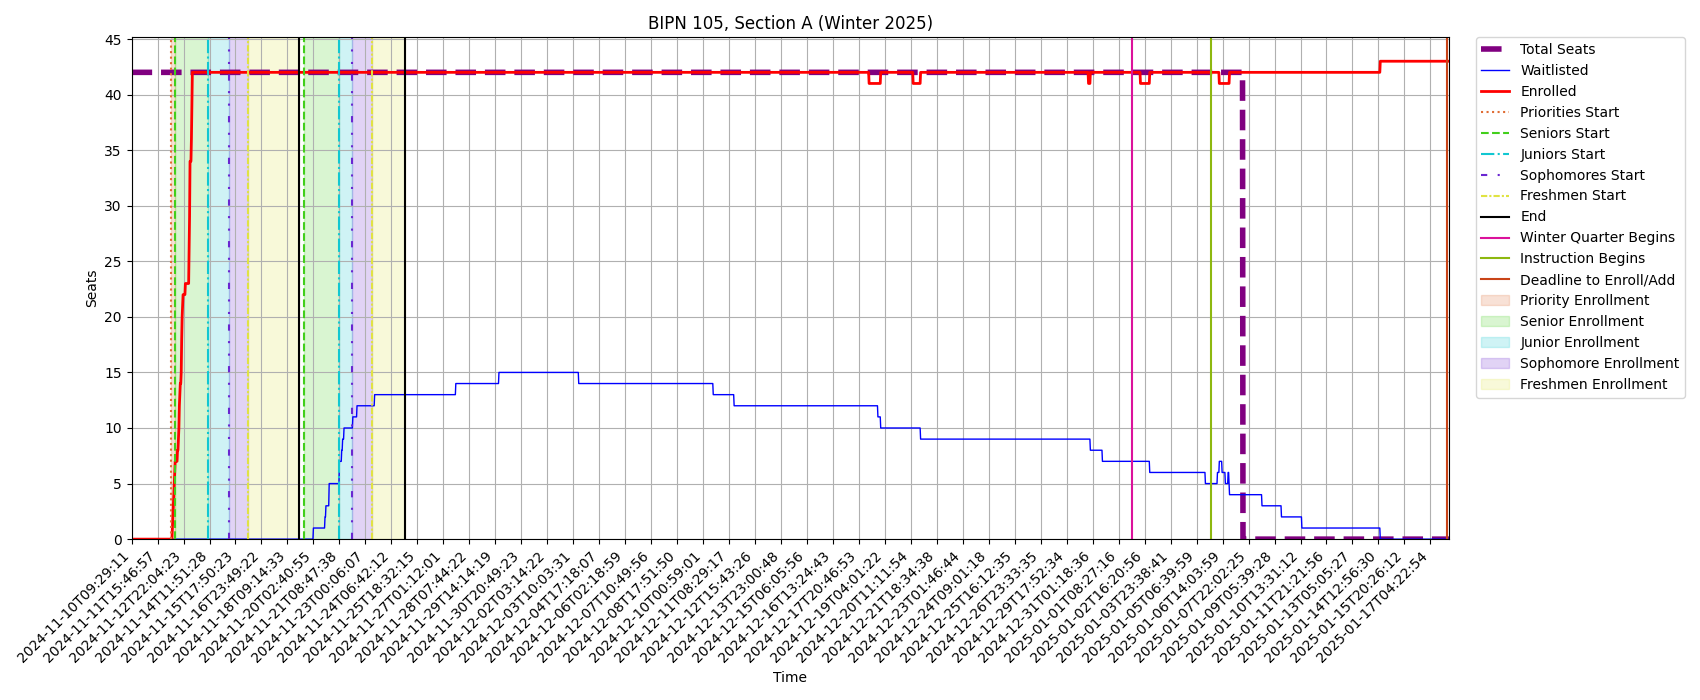 BIPN 105, Section A (Winter 2025)
Seats
45
40
35
30
25
20
15
10
5
0
2024-11-10T09:29:11
2024-11-11T15:46:57
2024-11-12T22:04:23
2024-11-14T11:51:28
2024-11-15T17:50:23
2024-11-16T23:49:22
2024-11-18T09:14:33
2024-11-20T02:40:55
2024-11-21T08:47:38
2024-11-23T00:06:07
2024-11-24T06:42:12
2024-11-25T18:32:15
2024-11-27T01:12:01
2024-11-28T07:44:22
2024-11-29T14:14:19
2024-11-30T20:49:23
2024-12-02T03:14:22
2024-12-03T10:03:31
2024-12-04T17:18:07
2024-12-06T02:18:59
2024-12-07T10:49:56
2024-12-08T17:51:50
2024-12-10T00:59:01
2024-12-11T08:29:17
2024-12-12T15:43:26
2024-12-13T23:00:48
2024-12-15T06:05:56
2024-12-16T13:24:43
2024-12-17T20:46:53
2024-12-19T04:01:22
2024-12-20T11:11:54
2024-12-21T18:34:38
2024-12-23T01:46:44
2024-12-24T09:01:18
2024-12-25T16:12:35
2024-12-26T23:33:35
2024-12-29T17:52:34
2024-12-31T01:18:36
2025-01-01T08:27:16
2025-01-02T16:20:56
2025-01-03T23:38:41
2025-01-05T06:39:59
2025-01-06T14:03:59
2025-01-07T22:02:25
2025-01-09T05:39:28
2025-01-10T13:31:12
2025-01-11T21:21:56
2025-01-13T05:05:27
2025-01-14T12:56:30
2025-01-15T20:26:12
2025-01-17T04:22:54
Time
Total Seats
Waitlisted
Enrolled
Priorities Start
Seniors Start
Juniors Start
Sophomores Start
Freshmen Start
End
Winter Quarter Begins
Instruction Begins
Deadline to Enroll/Add
Priority Enrollment
Senior Enrollment
Junior Enrollment
Sophomore Enrollment
Freshmen Enrollment